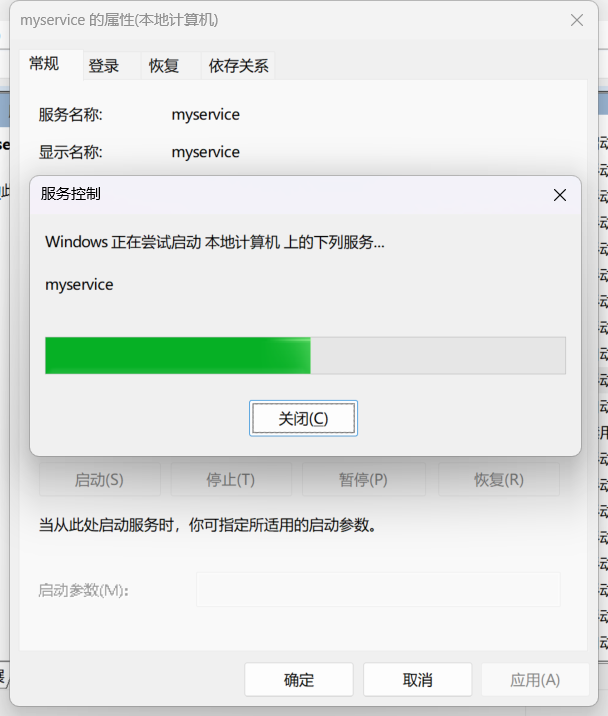 myservice 的属性(本地计算机)
常规 登录 恢复 依存关系
服务名称: myservice
显示名称: myservice
服务控制
Windows 正在尝试启动 本地计算机 上的下列服务...
myservice
关闭(C)
启动(S) 停止(T) 暂停(P) 恢复(R)
当从此处启动服务时，你可指定所适用的启动参数。
启动参数(M):
确定 取消 应用(A)